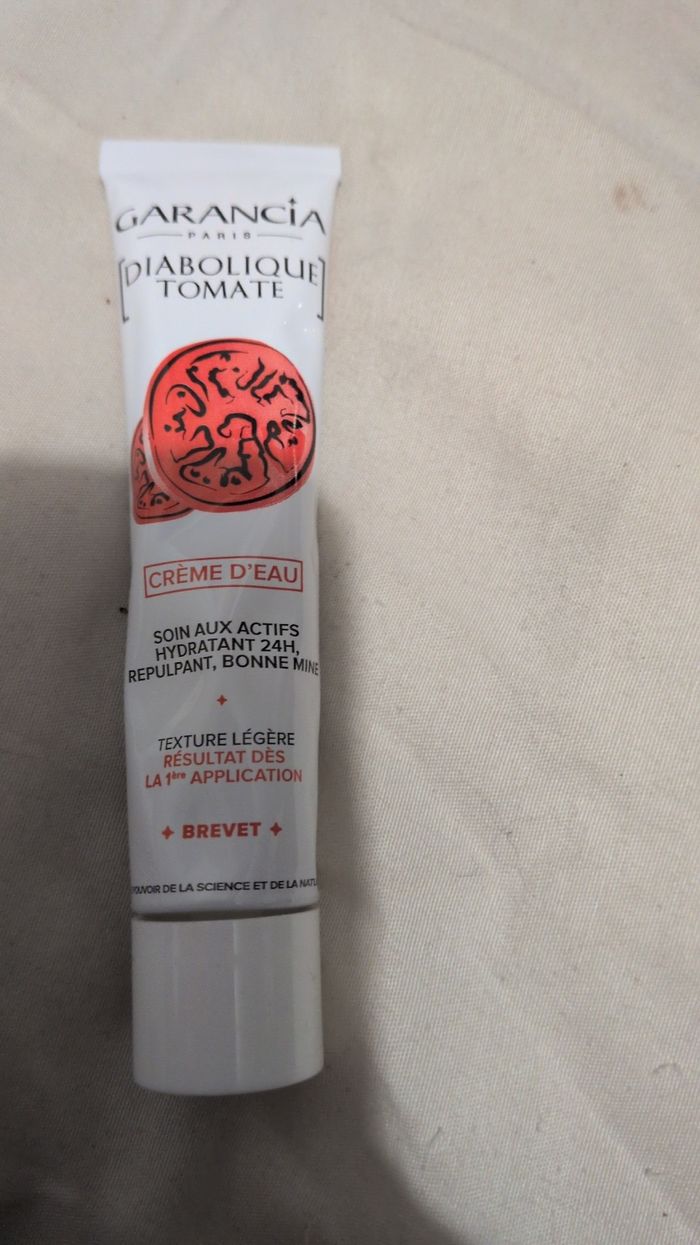 GARANCIA
PARIS
[DIABOLIQUE
TOMATE]
CRÈME D'EAU
SOIN AUX ACTIFS
HYDRATANT 24H,
REPULPANT, BONNE MINE
TEXTURE LÉGÈRE
RÉSULTAT DÈS
LA 1ère APPLICATION
BREVET
DE LA SCIENCE ET DE LA